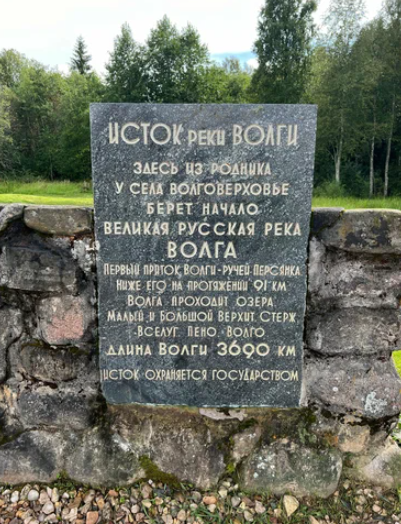 ИСТОК РЕКИ ВОЛГИ
ЗДЕСЬ ИЗ РОДНИКА
У СЕЛА ВОЛГОВЕРХОВЬЕ
БЕРЕТ НАЧАЛО
ВЕЛИКАЯ РУССКАЯ РЕКА
ВОЛГА
ПЕРВЫЙ ПРИТОК ВОЛГИ - РУЧЕЙ ПЕРСЯНКА
НИЖЕ ЕГО НА ПРОТЯЖЕНИИ 91 КМ
ВОЛГА ПРОХОДИТ ОЗЕРА:
МАЛЫЙ И БОЛЬШОЙ ВЕРХИТ, СТЕРЖ,
ВСЕЛУГ, ПЕНО, ВОЛГО
ДЛИНА ВОЛГИ 3690 КМ
ИСТОК ОХРАНЯЕТСЯ ГОСУДАРСТВОМ